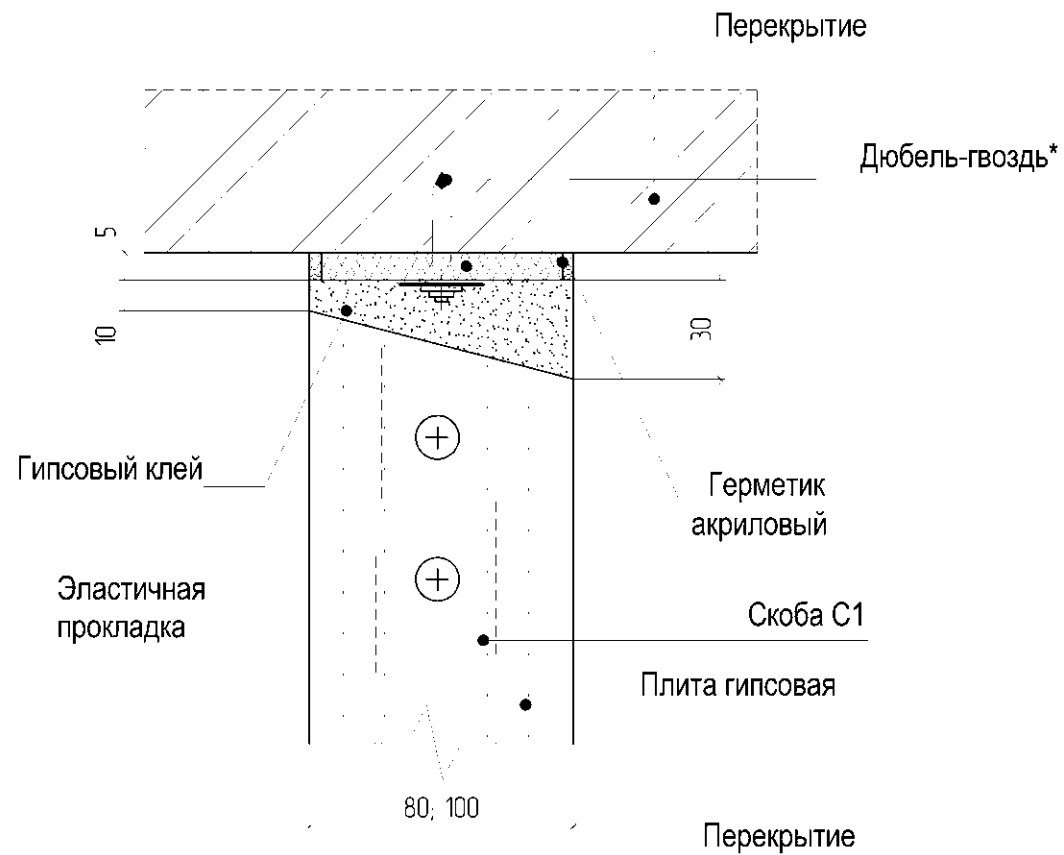 Перекрытие
Дюбель-гвоздь*
5
10
30
Гипсовый клей
Герметик
акриловый
Эластичная
прокладка
Скоба С1
Плита гипсовая
80; 100
Перекрытие